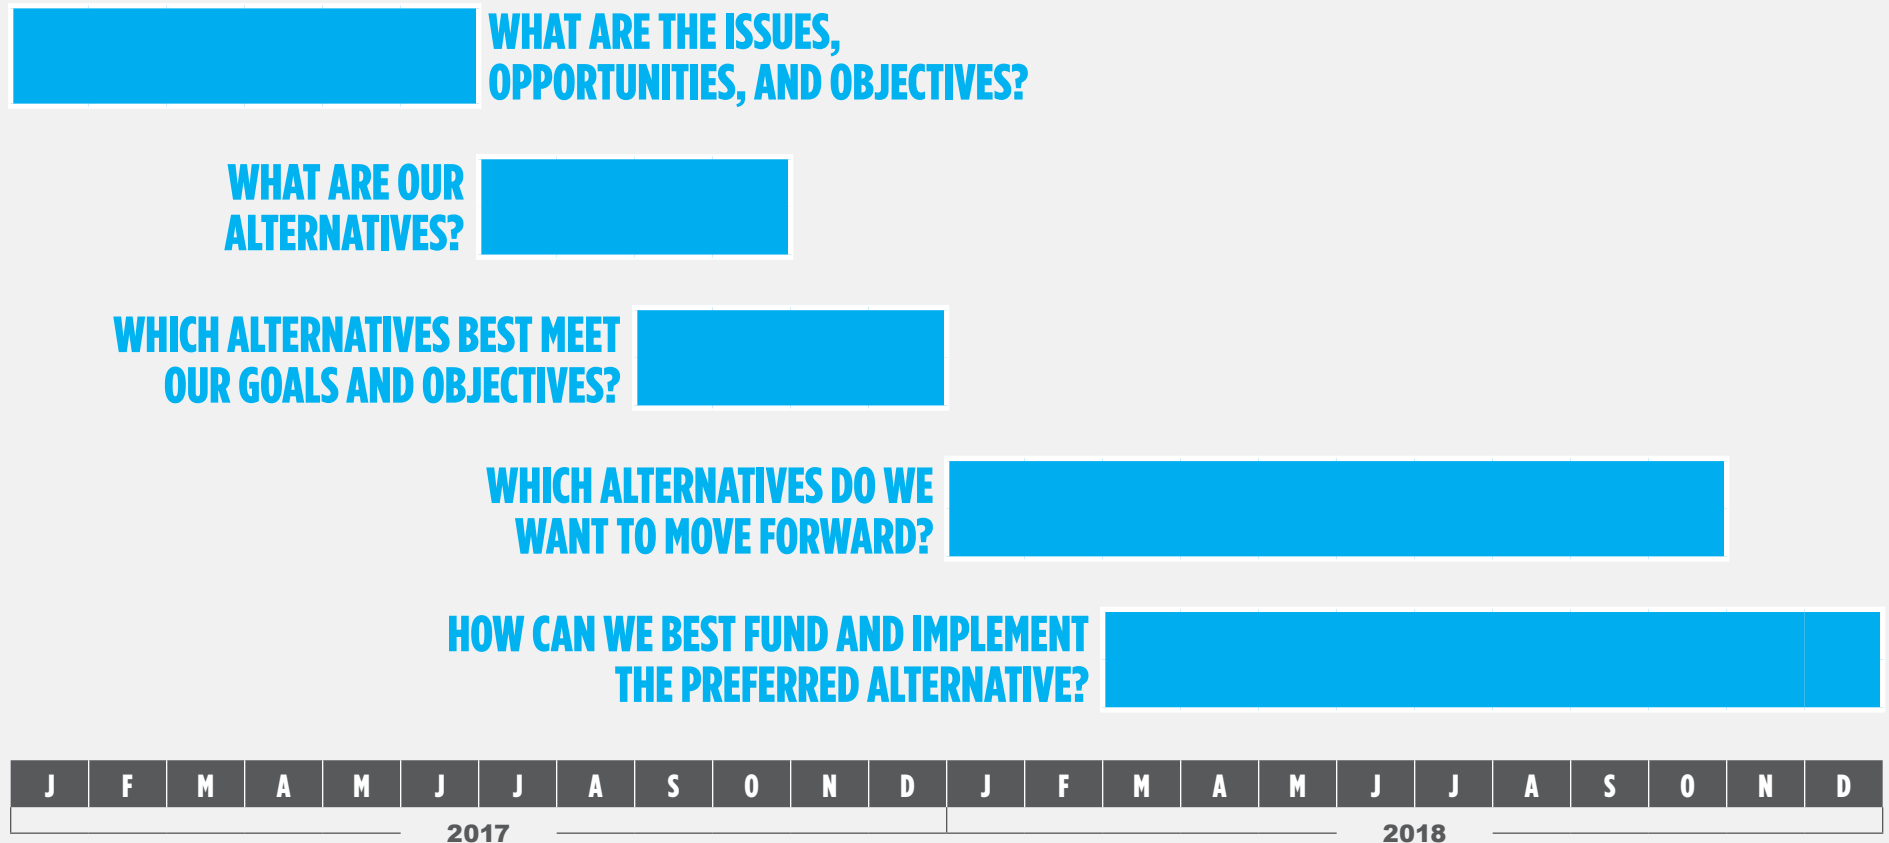 WHAT ARE THE ISSUES,
OPPORTUNITIES, AND OBJECTIVES?
WHAT ARE OUR
ALTERNATIVES?
WHICH ALTERNATIVES BEST MEET
OUR GOALS AND OBJECTIVES?
WHICH ALTERNATIVES DO WE
WANT TO MOVE FORWARD?
HOW CAN WE BEST FUND AND IMPLEMENT
THE PREFERRED ALTERNATIVE?
J F M A M J J A S O N D J F M A M J J A S O N D
2017 2018